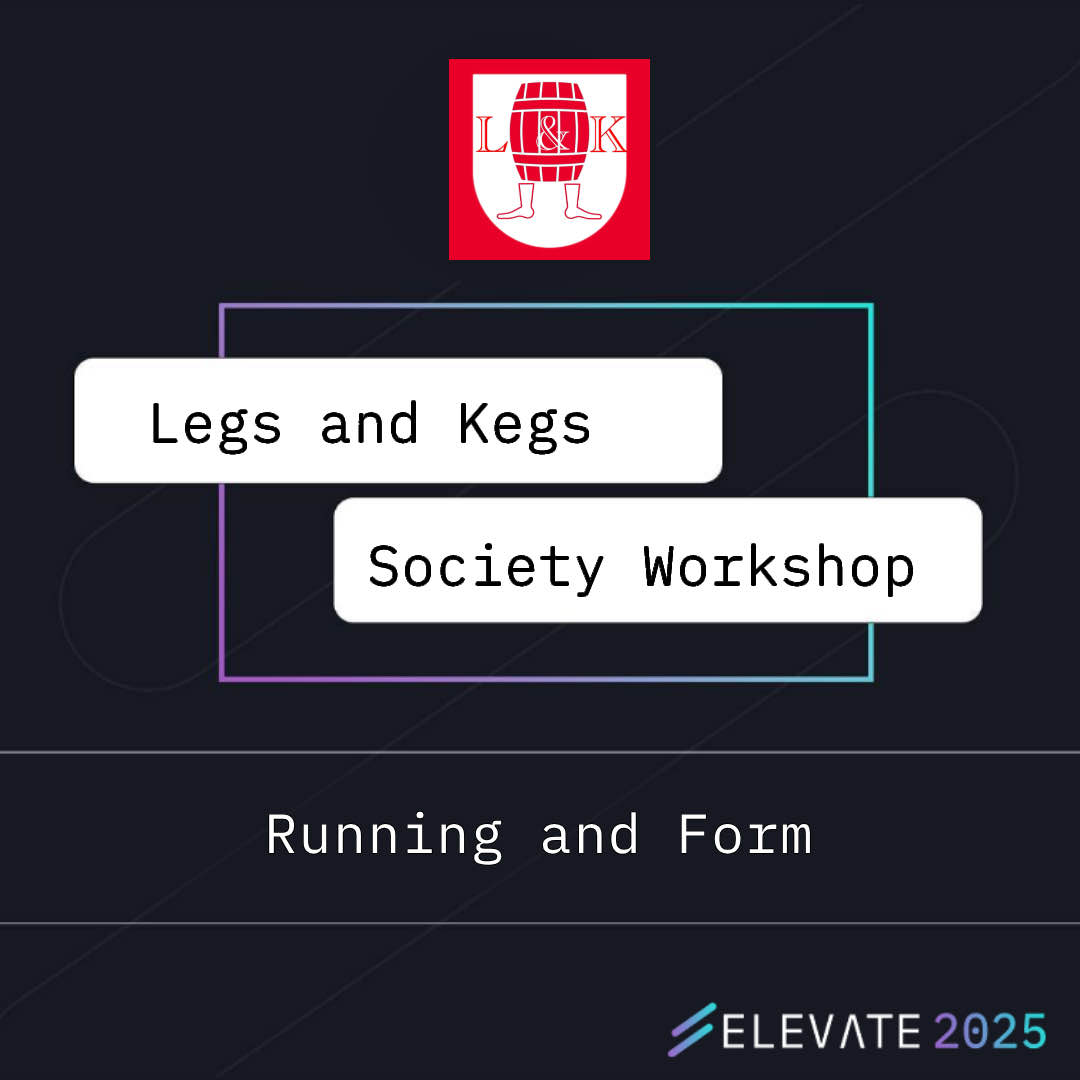 L & K
Legs and Kegs
Society Workshop
Running and Form
ELEVATE 2025